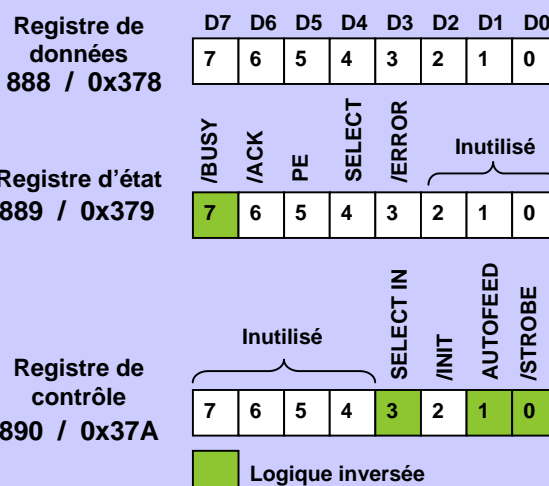 Registre de données
888 / 0x378
D7 D6 D5 D4 D3 D2 D1 D0
7 6 5 4 3 2 1 0
Registre d'état
889 / 0x379
/BUSY
/ACK
PE
SELECT
/ERROR
Inutilisé
7 6 5 4 3 2 1 0
Registre de contrôle
890 / 0x37A
Inutilisé
SELECT IN
/INIT
AUTOFEED
/STROBE
7 6 5 4 3 2 1 0
Logique inversée